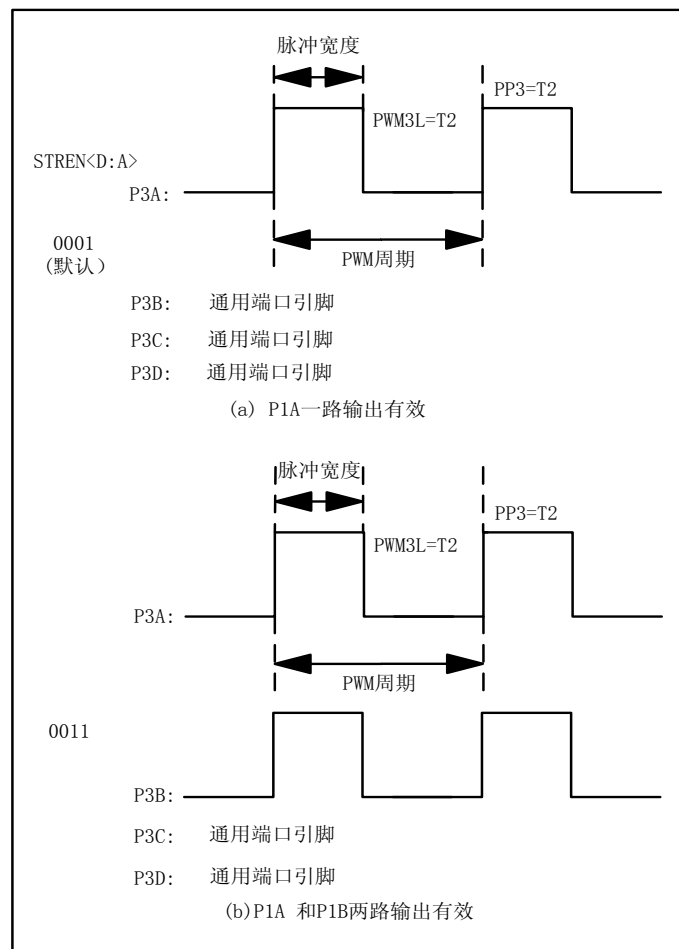 脉冲宽度
PP3=T2
PWM3L=T2
STREN<D:A>
P3A:
0001
(默认)
PWM周期
P3B: 通用端口引脚
P3C: 通用端口引脚
P3D: 通用端口引脚
(a) P1A一路输出有效
脉冲宽度
PP3=T2
PWM3L=T2
P3A:
PWM周期
0011
P3B:
P3C: 通用端口引脚
P3D: 通用端口引脚
(b)P1A 和P1B两路输出有效